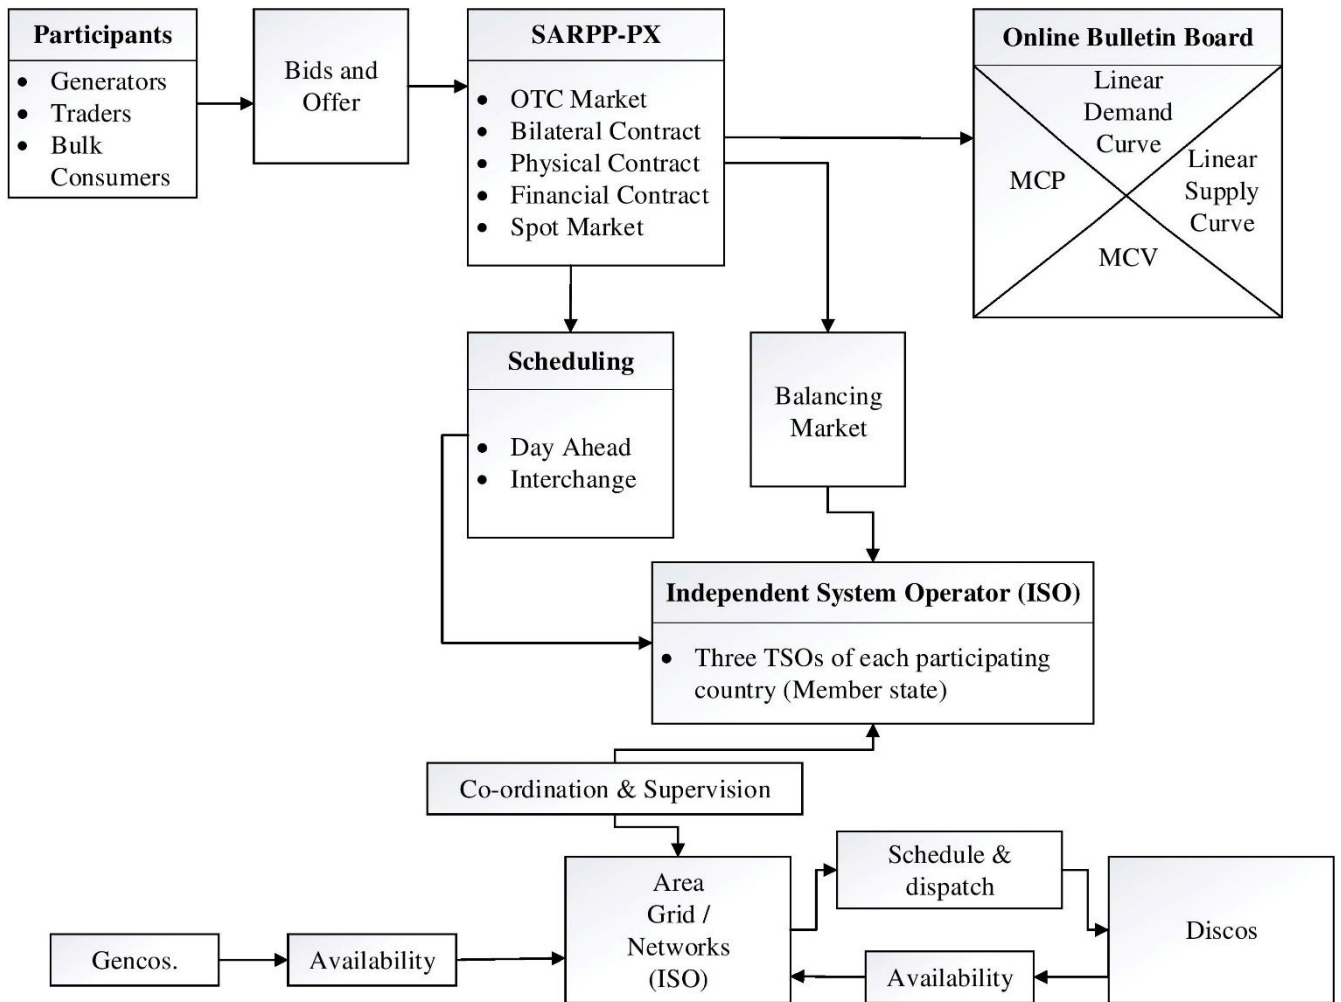 Participants
• Generators
• Traders
• Bulk
Consumers
Bids and
Offer
SARPP-PX
• OTC Market
• Bilateral Contract
• Physical Contract
• Financial Contract
• Spot Market
Online Bulletin Board
Linear
Demand
Curve
MCP
Linear
Supply
Curve
MCV
Scheduling
• Day Ahead
• Interchange
Balancing
Market
Independent System Operator (ISO)
• Three TSOs of each participating
country (Member state)
Co-ordination & Supervision
Area
Grid /
Networks
(ISO)
Schedule &
dispatch
Discos
Gencos.
Availability
Availability